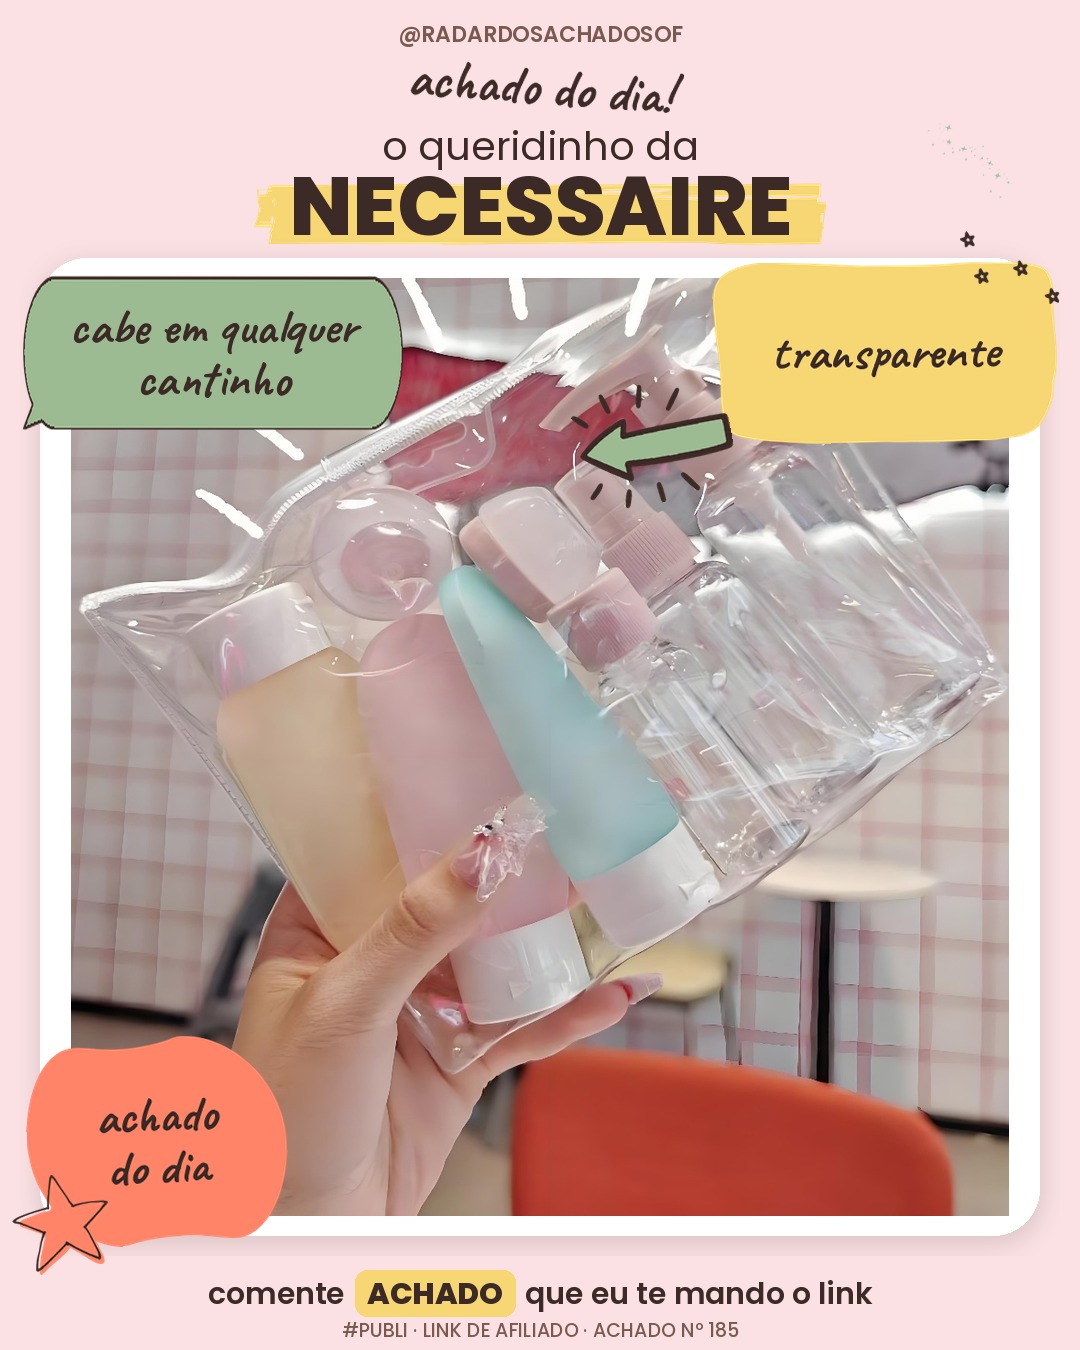 @RADARDOSACHADOSOF
achado do dia!
o queridinho da
NECESSAIRE
cabe em qualquer
cantinho
transparente
achado
do dia
comente ACHADO que eu te mando o link
#PUBLI · LINK DE AFILIADO · ACHADO Nº 185